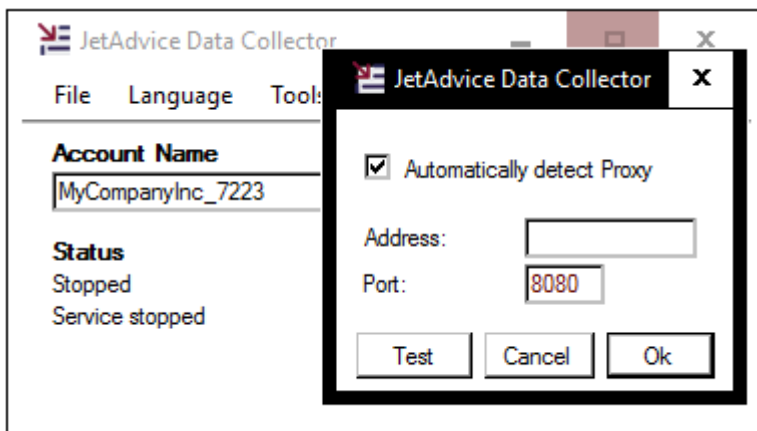 JetAdvice Data Collector
File Language Tools
Account Name
MyCompanyInc_7223
Status
Stopped
Service stopped
JetAdvice Data Collector X
Automatically detect Proxy
Address:
Port: 8080
Test Cancel Ok